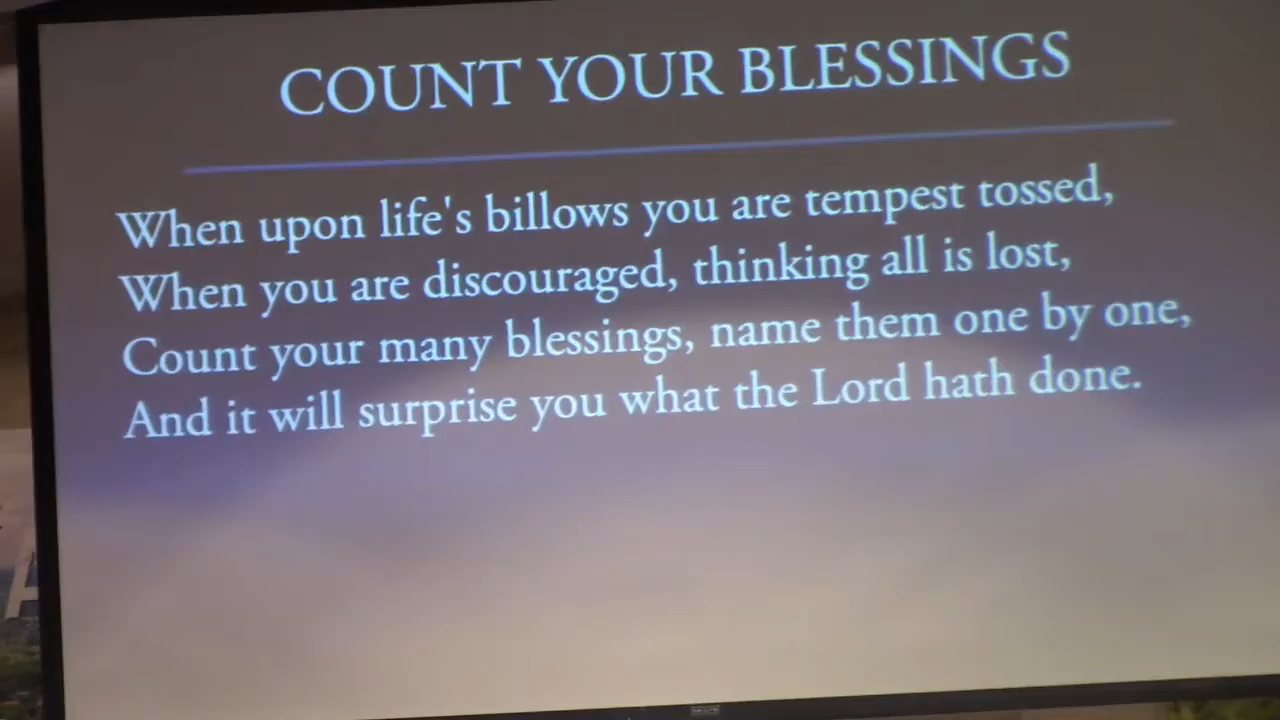 COUNT YOUR BLESSINGS
When upon life's billows you are tempest tossed,
When you are discouraged, thinking all is lost,
Count your many blessings, name them one by one,
And it will surprise you what the Lord hath done.